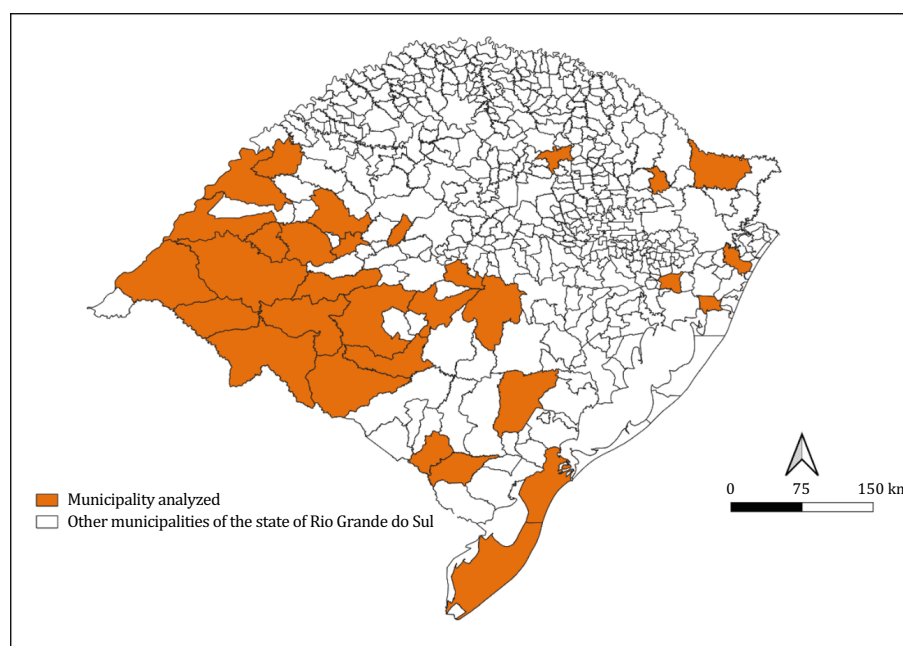 Municipality analyzed
Other municipalities of the state of Rio Grande do Sul
0 75 150 km